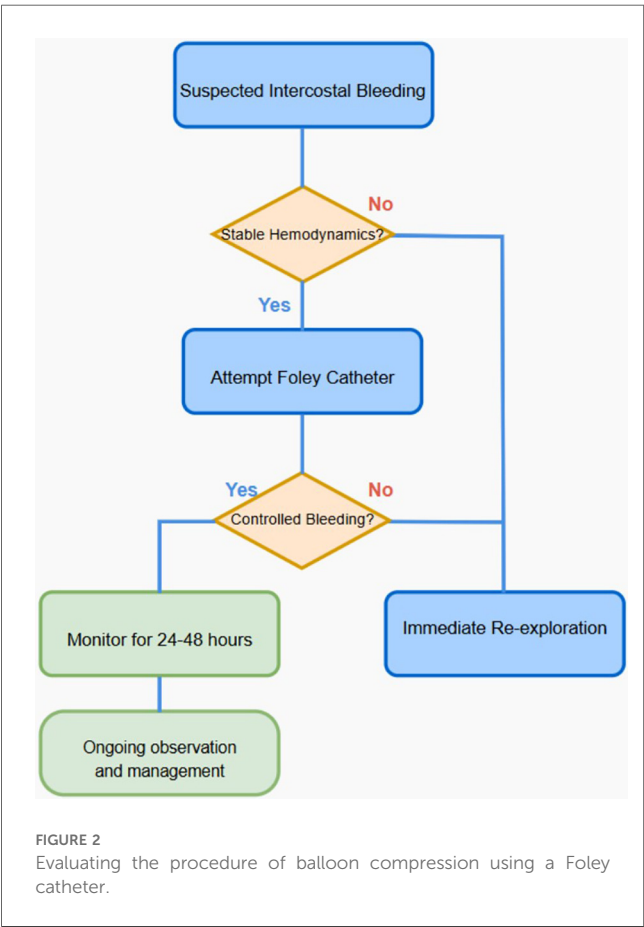 Suspected Intercostal Bleeding
No
Stable Hemodynamics?
Yes
Attempt Foley Catheter
Yes
No
Controlled Bleeding?
Monitor for 24-48 hours
Immediate Re-exploration
Ongoing observation
and management
FIGURE 2
Evaluating the procedure of balloon compression using a Foley
catheter.